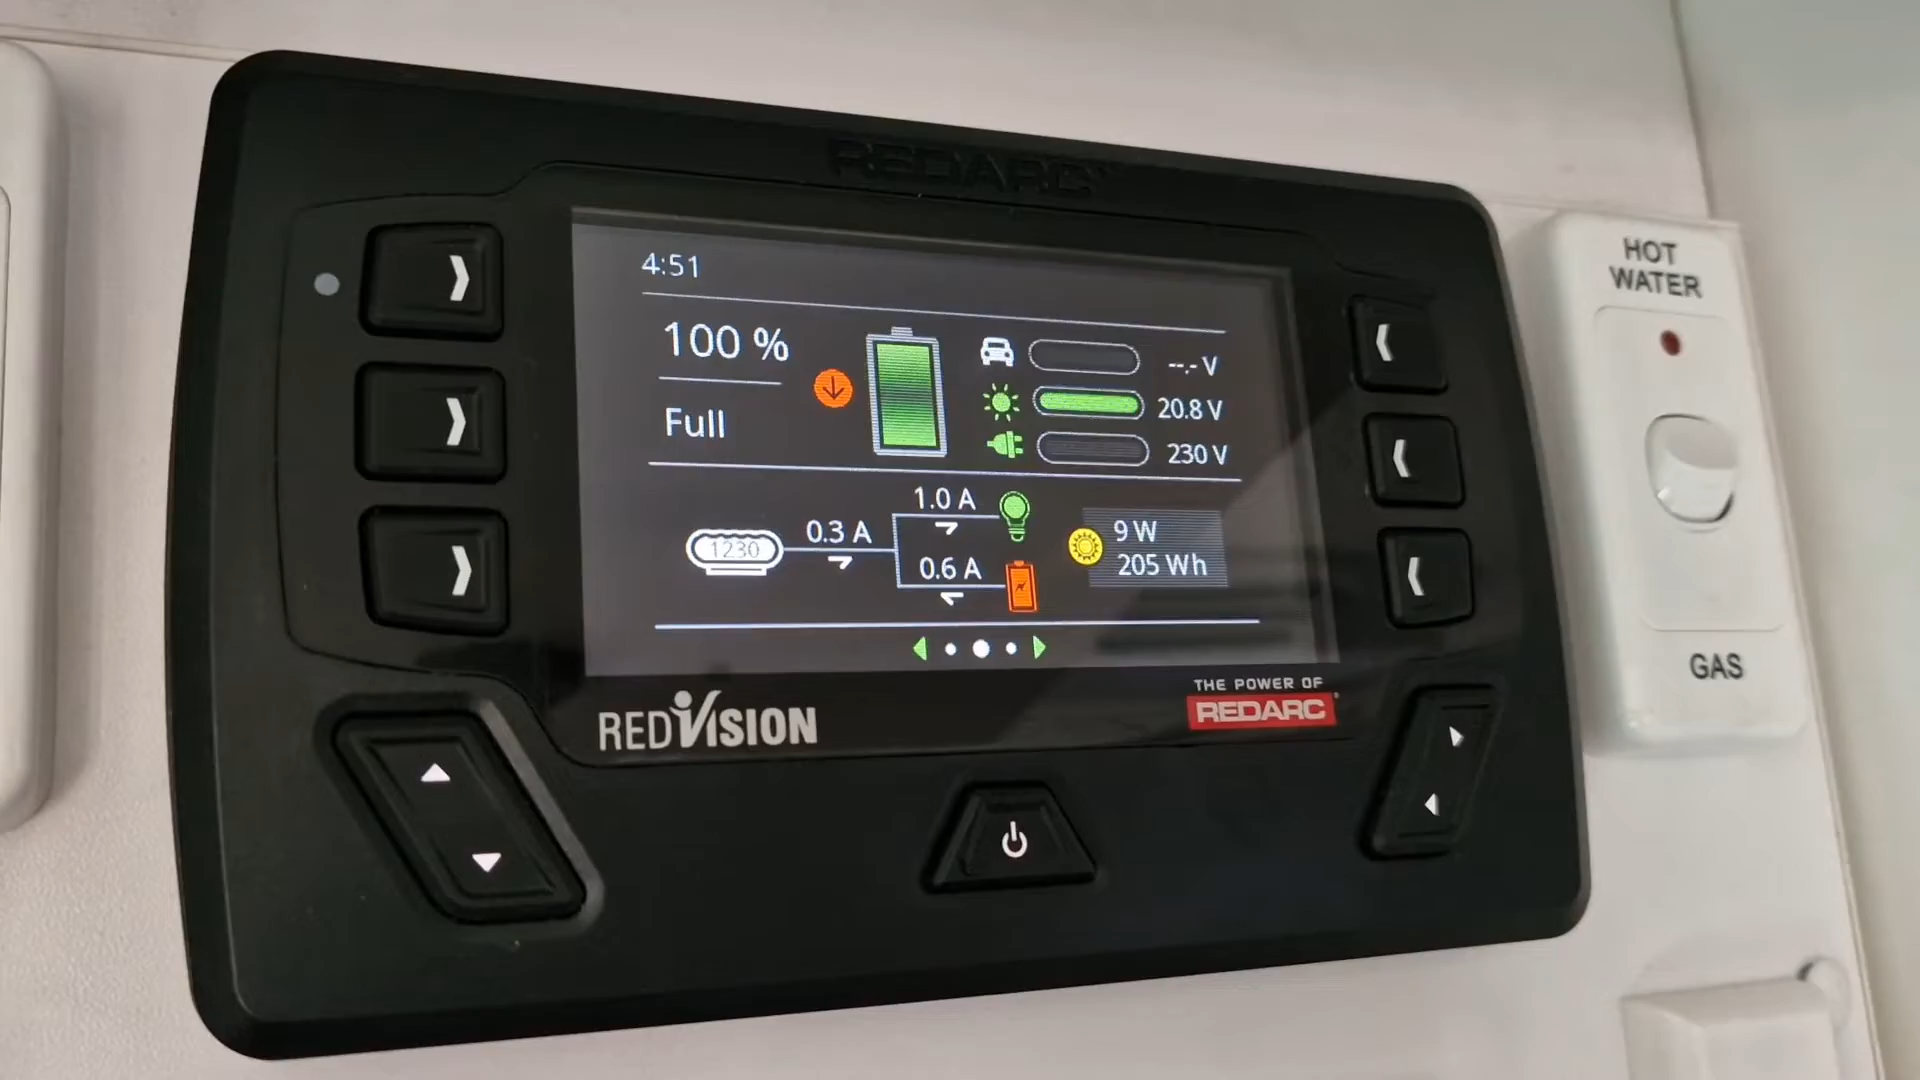 REDARC
4:51
100 %
Full
--.- V
20.8 V
230 V
1230
0.3 A
1.0 A
0.6 A
9 W
205 Wh
REDVISION
THE POWER OF
REDARC
HOT
WATER
GAS